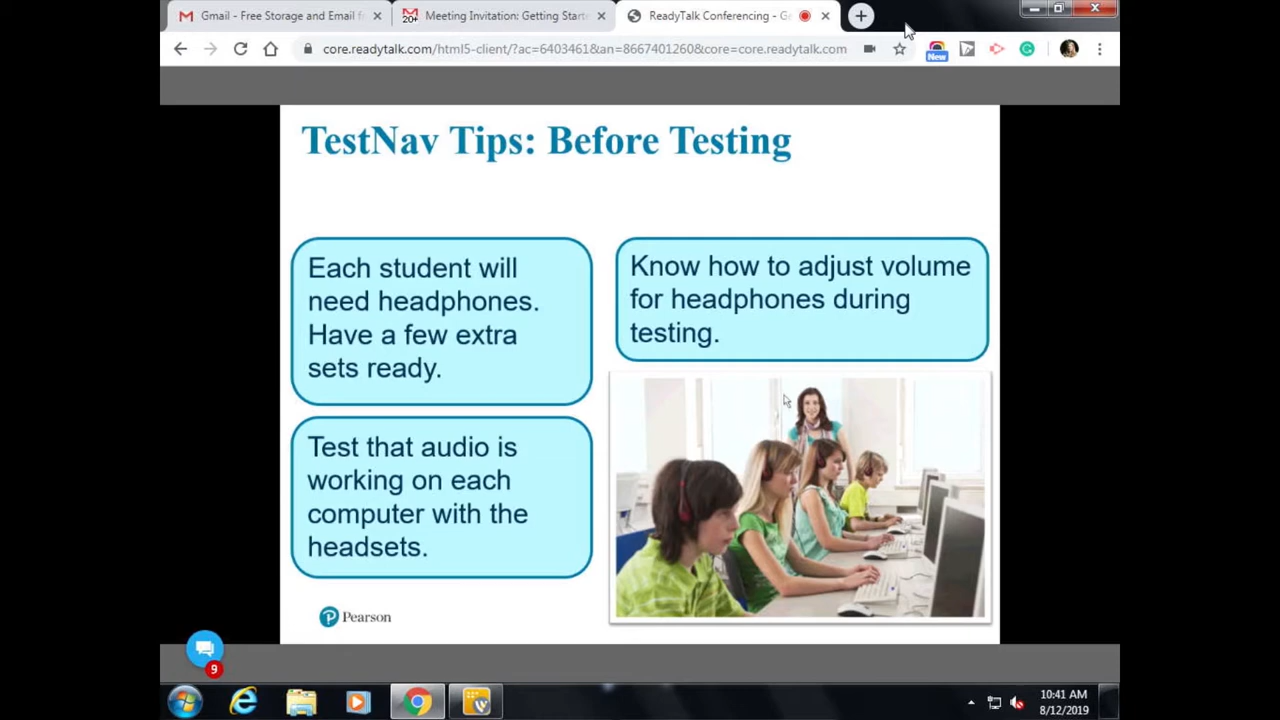 Gmail - Free Storage and Email f
20+
Meeting Invitation: Getting Start
ReadyTalk Conferencing - Ge
core.readytalk.com/html5-client/?ac=6403461&an=8667401260&core=core.readytalk.com
New
TestNav Tips: Before Testing
Each student will
need headphones.
Have a few extra
sets ready.
Know how to adjust volume
for headphones during
testing.
Test that audio is
working on each
computer with the
headsets.
Pearson
9
10:41 AM
8/12/2019